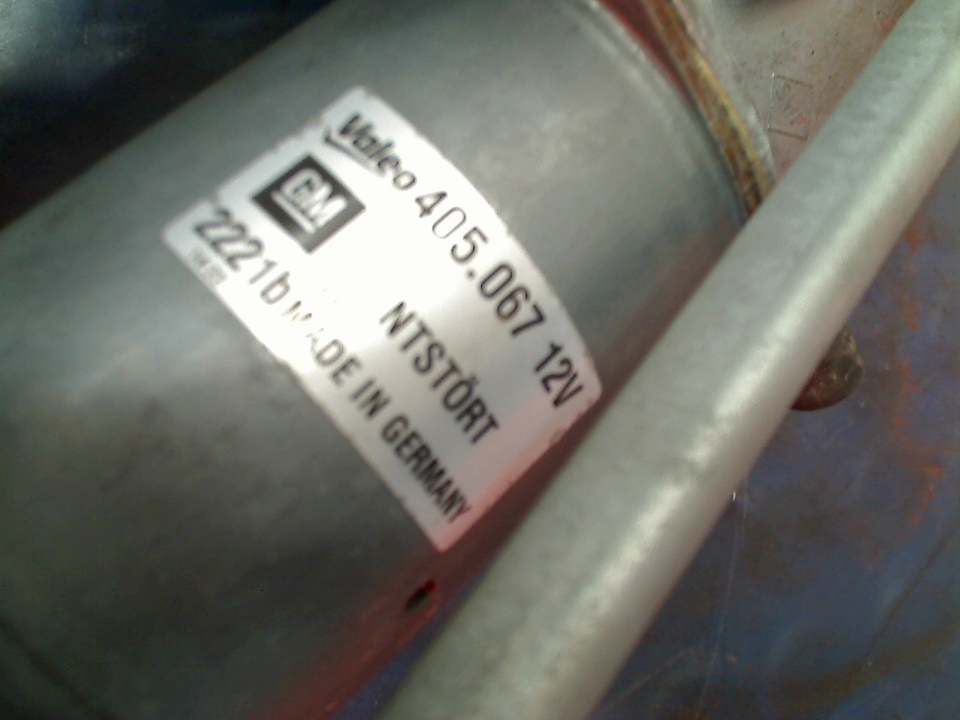 Valeo 405.067 12V
GM
NTSTÖRT
2221b MADE IN GERMANY